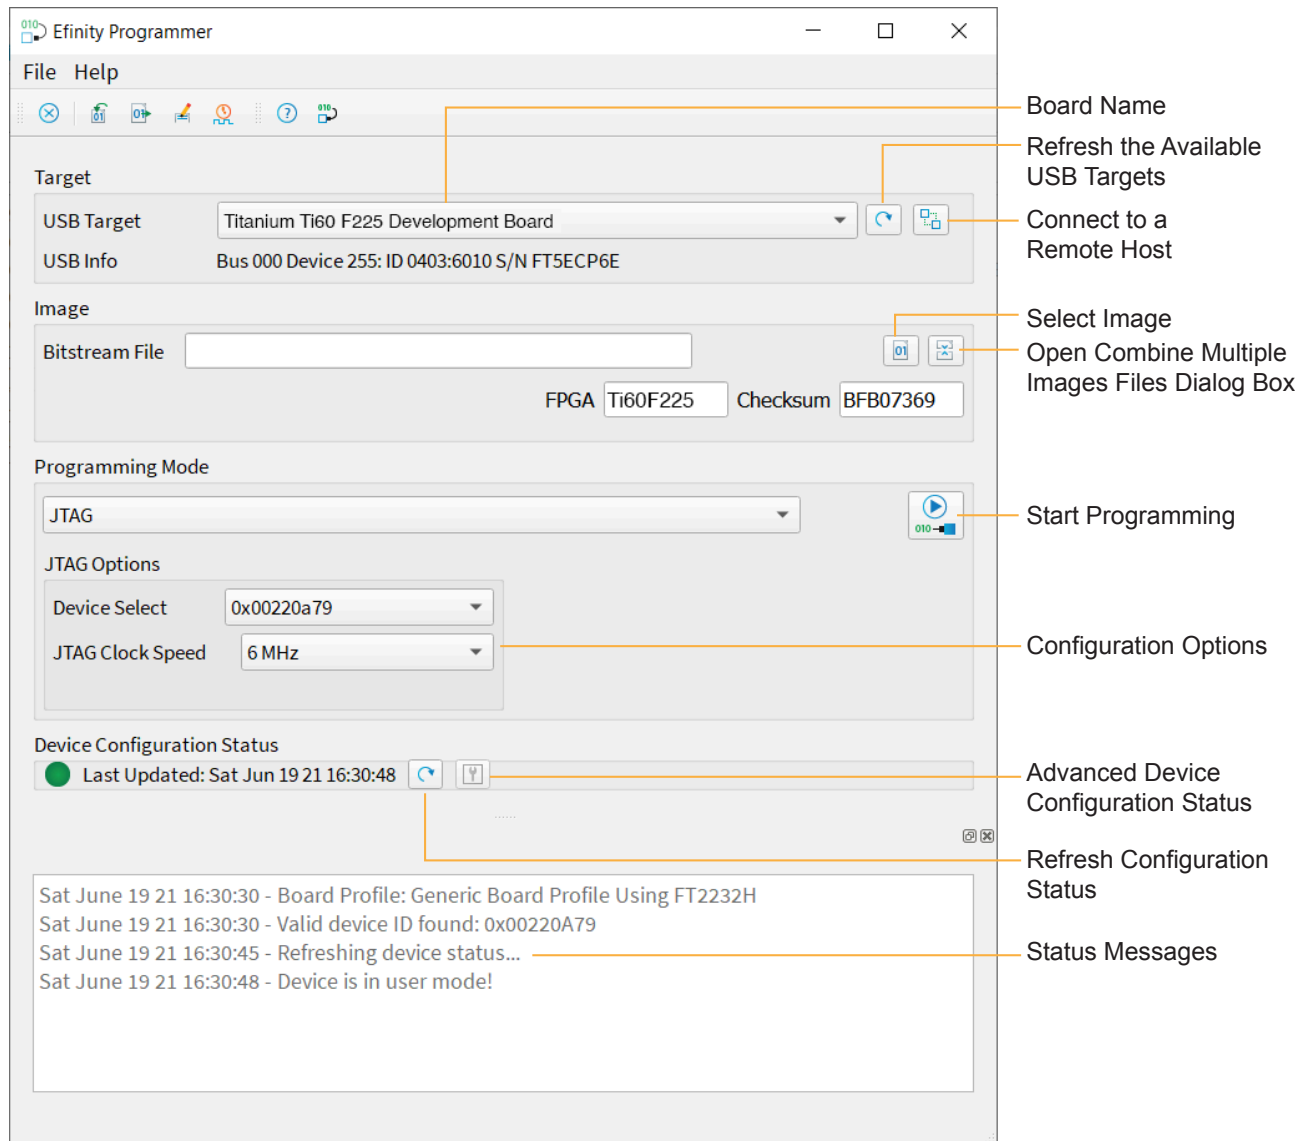 Efinity Programmer
File Help
Board Name
Refresh the Available
USB Targets
Target
USB Target Titanium Ti60 F225 Development Board
Connect to a
Remote Host
USB Info Bus 000 Device 255: ID 0403:6010 S/N FT5ECP6E
Image
Select Image
Bitstream File
01
Open Combine Multiple
Images Files Dialog Box
FPGA Ti60F225 Checksum BFB07369
Programming Mode
JTAG
010
Start Programming
JTAG Options
Device Select 0x00220a79
JTAG Clock Speed 6 MHz
Configuration Options
Device Configuration Status
Last Updated: Sat Jun 19 21 16:30:48
Advanced Device
Configuration Status
Refresh Configuration
Status
Sat June 19 21 16:30:30 - Board Profile: Generic Board Profile Using FT2232H
Sat June 19 21 16:30:30 - Valid device ID found: 0x00220A79
Sat June 19 21 16:30:45 - Refreshing device status...
Status Messages
Sat June 19 21 16:30:48 - Device is in user mode!